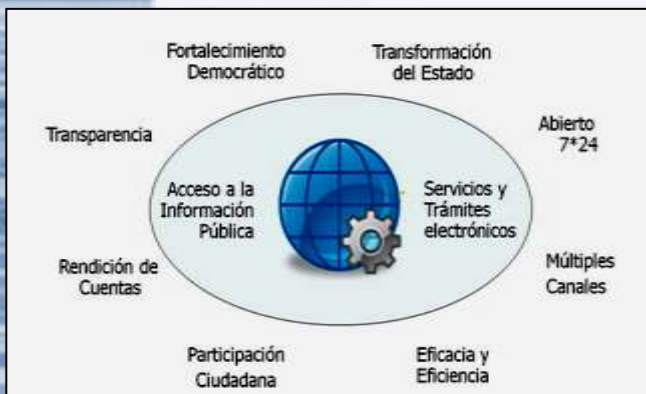 Fortalecimiento
Democrático
Transformación
del Estado
Transparencia
Abierto
7*24
Acceso a la
Información
Pública
Servicios y
Trámites
electrónicos
Rendición de
Cuentas
Múltiples
Canales
Participación
Ciudadana
Eficacia y
Eficiencia